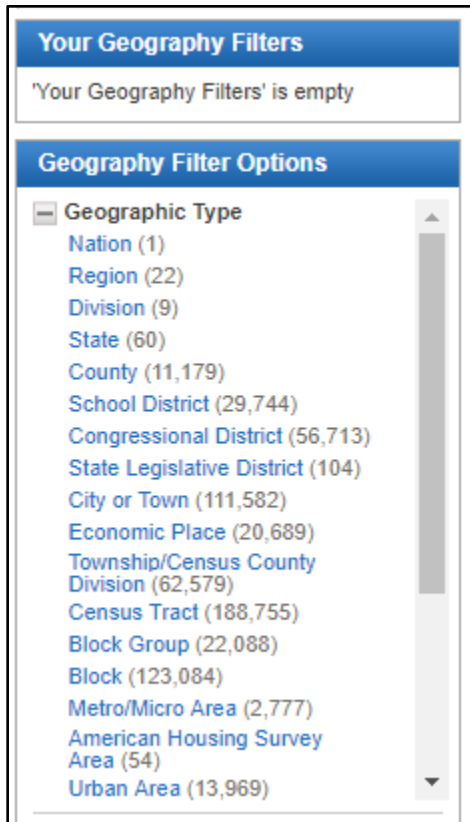 Your Geography Filters
'Your Geography Filters' is empty
Geography Filter Options
Geographic Type
Nation (1)
Region (22)
Division (9)
State (60)
County (11,179)
School District (29,744)
Congressional District (56,713)
State Legislative District (104)
City or Town (111,582)
Economic Place (20,689)
Township/Census County
Division (62,579)
Census Tract (188,755)
Block Group (22,088)
Block (123,084)
Metro/Micro Area (2,777)
American Housing Survey
Area (54)
Urban Area (13,969)